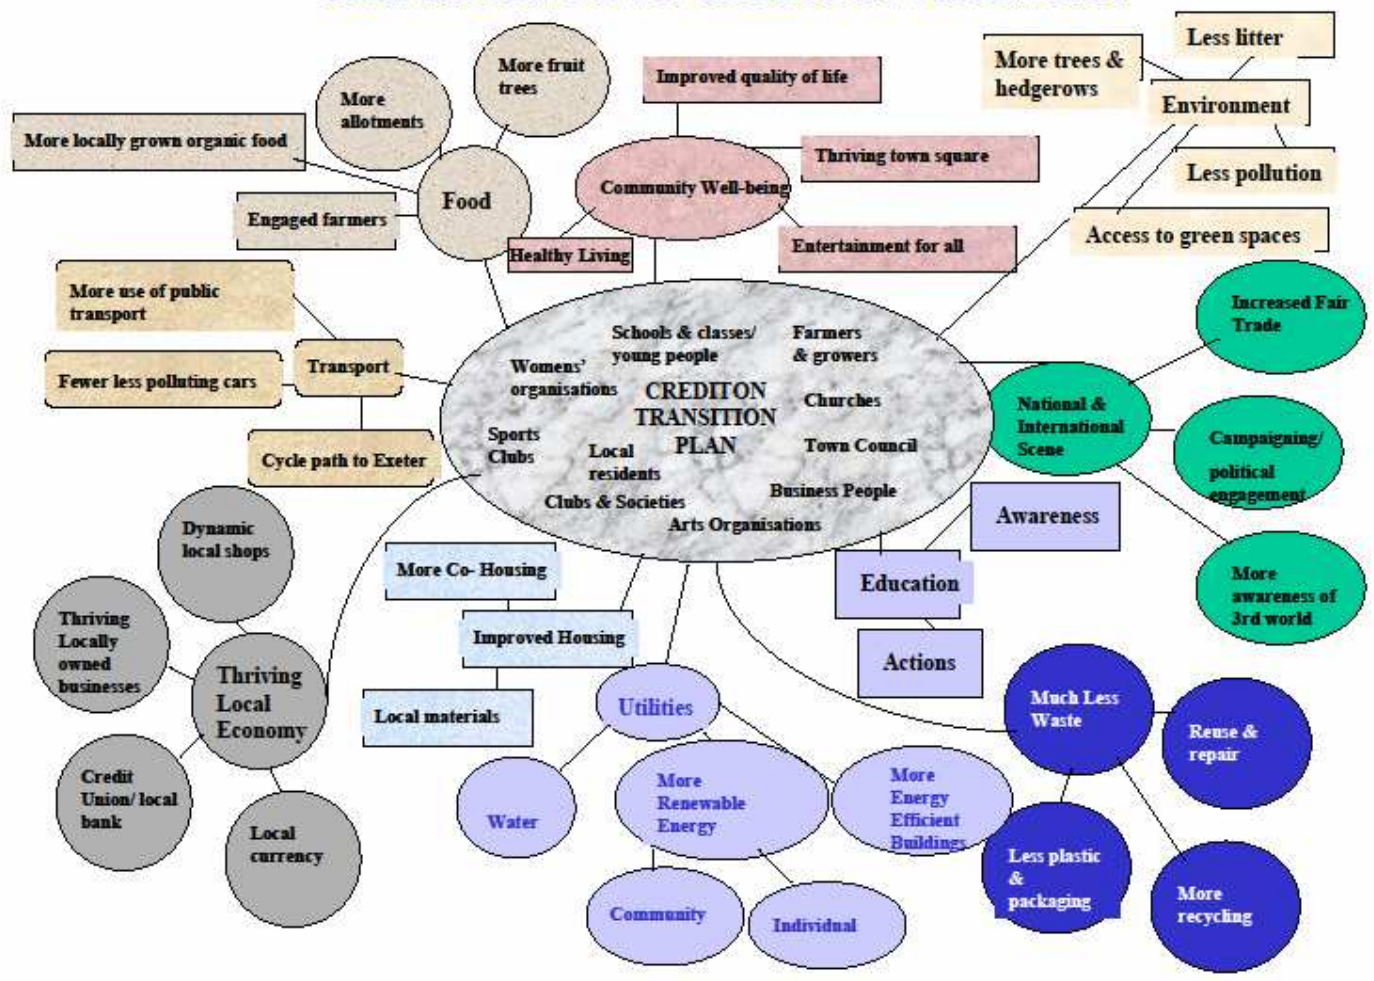 Less litter
More trees &
hedgerows
Environment
Less pollution
Access to green spaces
More fruit
trees
More
allotments
More locally grown organic food
Food
Engaged farmers
Improved quality of life
Thriving town square
Community Well-being
Entertainment for all
Healthy Living
More use of public
transport
Transport
Fewer less polluting cars
Cycle path to Exeter
Schools & classes/
young people
Farmers
& growers
Womens'
organisations
CREDITON
TRANSITION
PLAN
Churches
Sports
Clubs
Local
residents
Town Council
Clubs & Societies
Business People
Arts Organisations
Increased Fair
Trade
National &
International
Scene
Campaigning/
political
engagement
More
awareness of
3rd world
Awareness
Education
Actions
Dynamic
local shops
Thriving
Locally
owned
businesses
Thriving
Local
Economy
Credit
Union/ local
bank
Local
currency
More Co- Housing
Improved Housing
Local materials
Utilities
Water
More
Renewable
Energy
More
Energy
Efficient
Buildings
Community
Individual
Much Less
Waste
Reuse &
repair
Less plastic
&
packaging
More
recycling